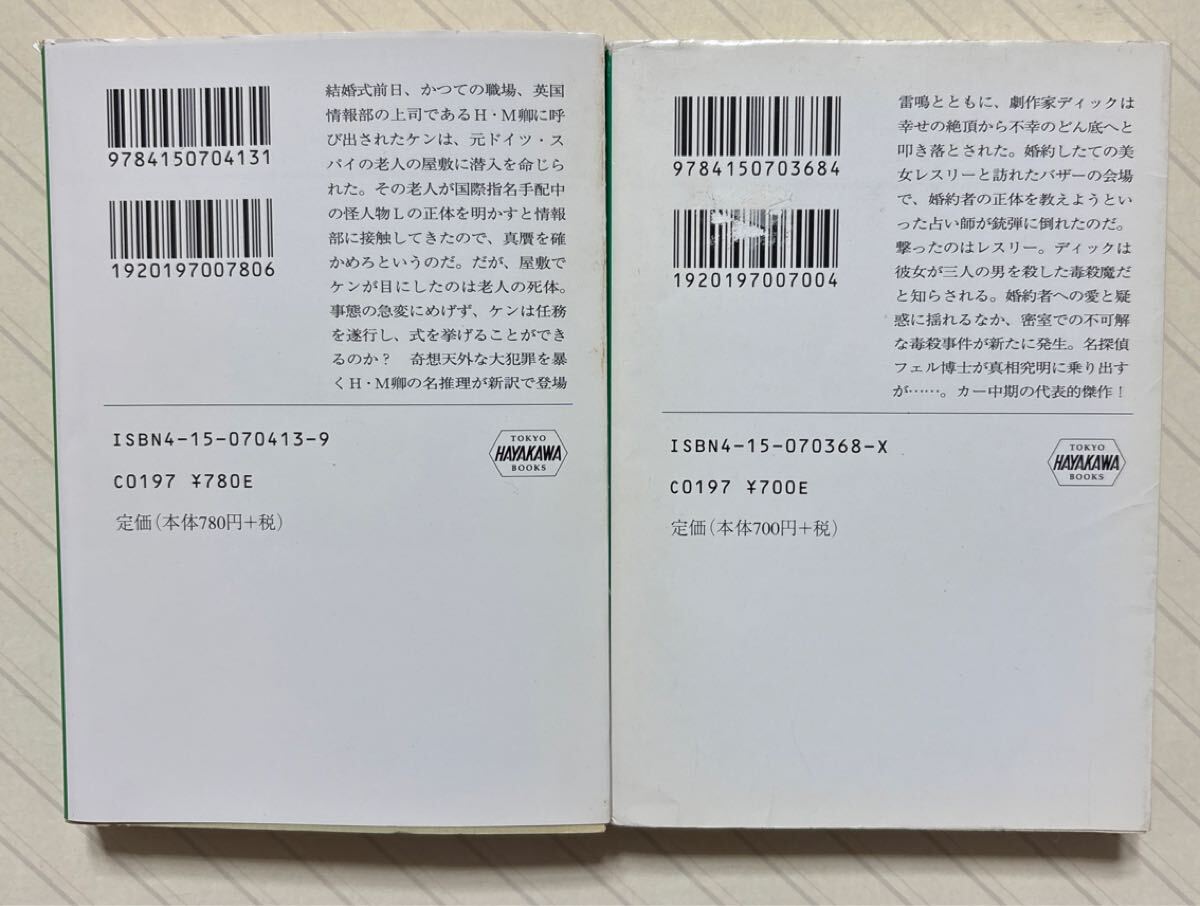 9784150704131
1920197007806
結婚式前日、かつての職場、英国
情報部の上司であるH・M卿に呼
び出されたケンは、元ドイツ・ス
パイの老人の屋敷に潜入を命じら
れた。その老人が国際指名手配中
の怪人物Lの正体を明かすと情報
部に接触してきたので、真贋を確
かめろというのだ。だが、屋敷で
ケンが目にしたのは老人の死体。
事態の急変にめげず、ケンは任務
を遂行し、式を挙げることができ
るのか？　奇想天外な大犯罪を暴
くH・M卿の名推理が新訳で登場
ISBN4-15-070413-9
C0197 ¥780E
定価(本体780円+税)
TOKYO
HAYAKAWA
BOOKS
9784150703684
1920197007004
雷鳴とともに、劇作家ディックは
幸せの絶頂から不幸のどん底へと
叩き落とされた。婚約したての美
女レスリーと訪れたバザーの会場
で、婚約者の正体を教えようとい
った占い師が銃弾に倒れたのだ。
撃ったのはレスリー。ディックは
彼女が三人の男を殺した毒殺魔だ
と知らされる。婚約者への愛と疑
惑に揺れるなか、密室での不可解
な毒殺事件が新たに発生。名探偵
フェル博士が真相究明に乗り出す
が……。カー中期の代表的傑作！
ISBN4-15-070368-X
C0197 ¥700E
定価(本体700円+税)
TOKYO
HAYAKAWA
BOOKS